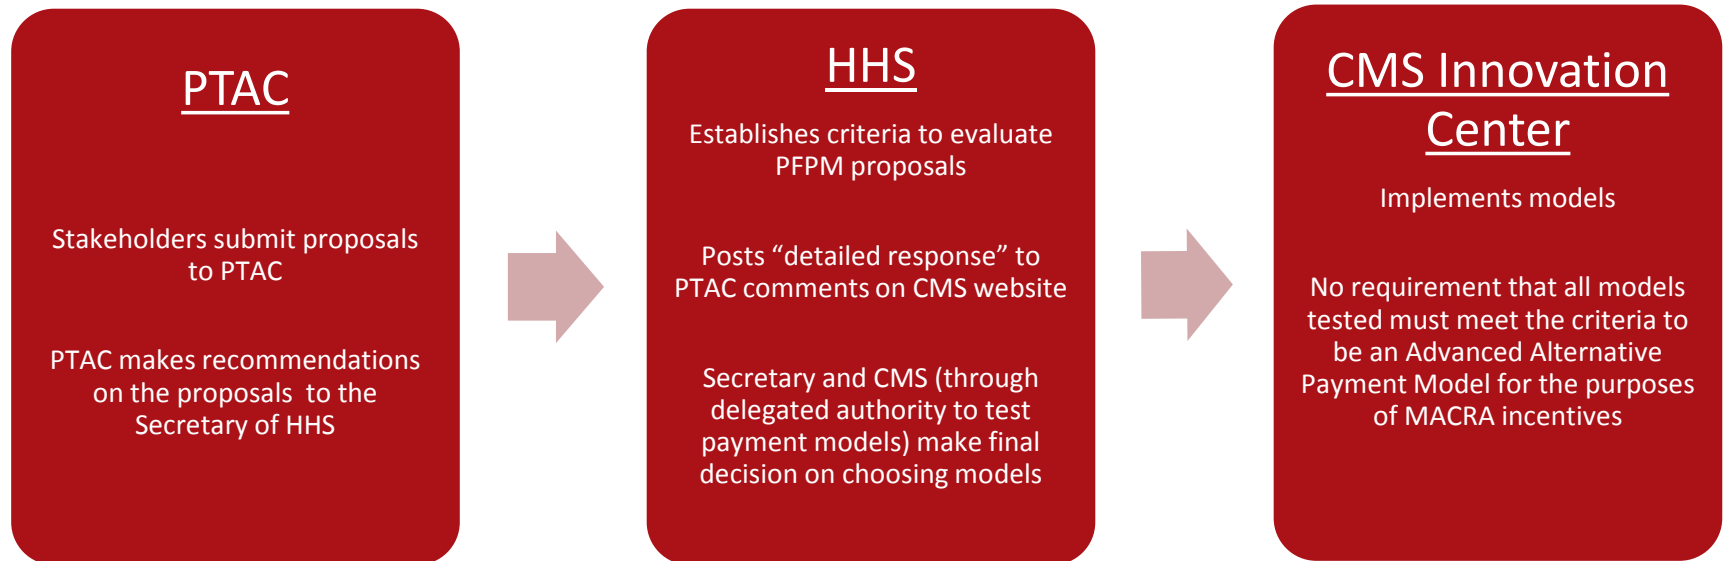 PTAC
Stakeholders submit proposals
to PTAC
PTAC makes recommendations
on the proposals  to the
Secretary of HHS
HHS
Establishes criteria to evaluate
PFPM proposals
Posts “detailed response” to
PTAC comments on CMS website
Secretary and CMS (through
delegated authority to test
payment models) make final
decision on choosing models
CMS Innovation
Center
Implements models
No requirement that all models
tested must meet the criteria to
be an Advanced Alternative
Payment Model for the purposes
of MACRA incentives